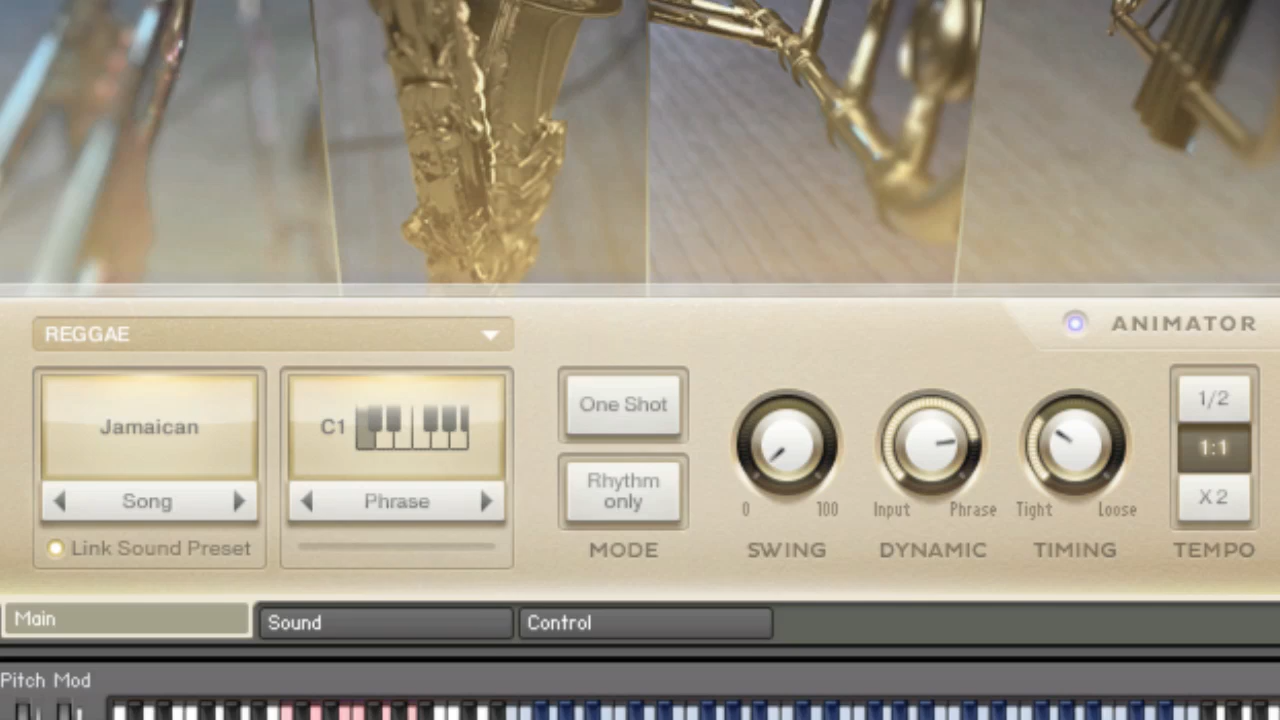 REGGAE
ANIMATOR
Jamaican
C1
One Shot
1/2
1:1
X 2
Song
Phrase
Rhythm
only
0
100
Input
Phrase
Tight
Loose
Link Sound Preset
MODE
SWING
DYNAMIC
TIMING
TEMPO
Main
Sound
Control
Pitch Mod